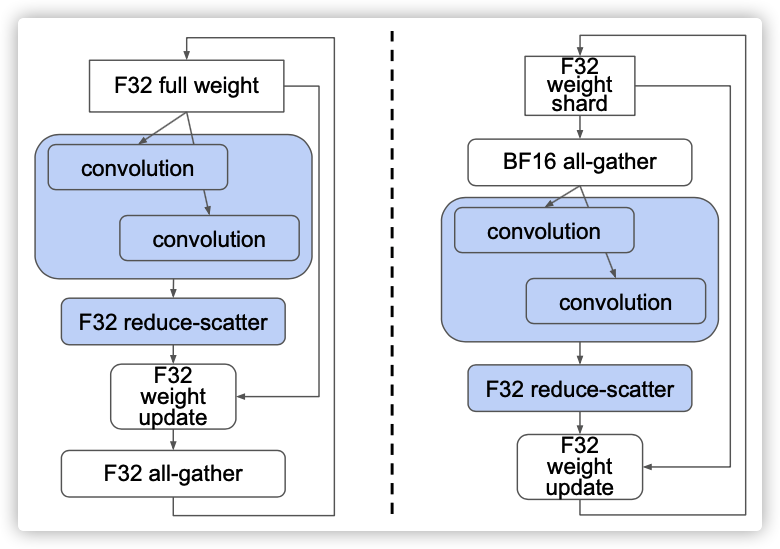 F32 full weight
convolution
convolution
F32 reduce-scatter
F32
weight
update
F32 all-gather
F32
weight
shard
BF16 all-gather
convolution
convolution
F32 reduce-scatter
F32
weight
update